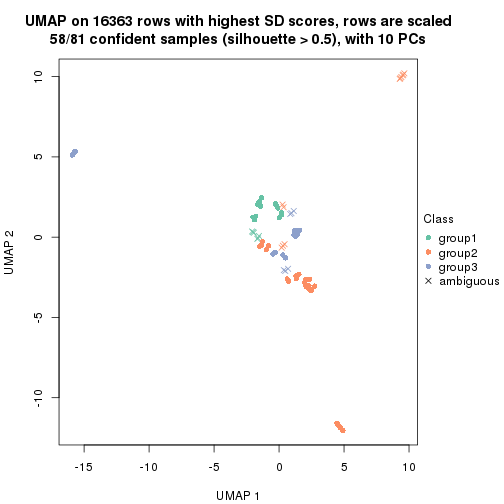 UMAP on 16363 rows with highest SD scores, rows are scaled
58/81 confident samples (silhouette > 0.5), with 10 PCs
10
5
0
-5
-10
UMAP 2
-15
-10
-5
0
5
10
UMAP 1
Class
group1
group2
group3
ambiguous